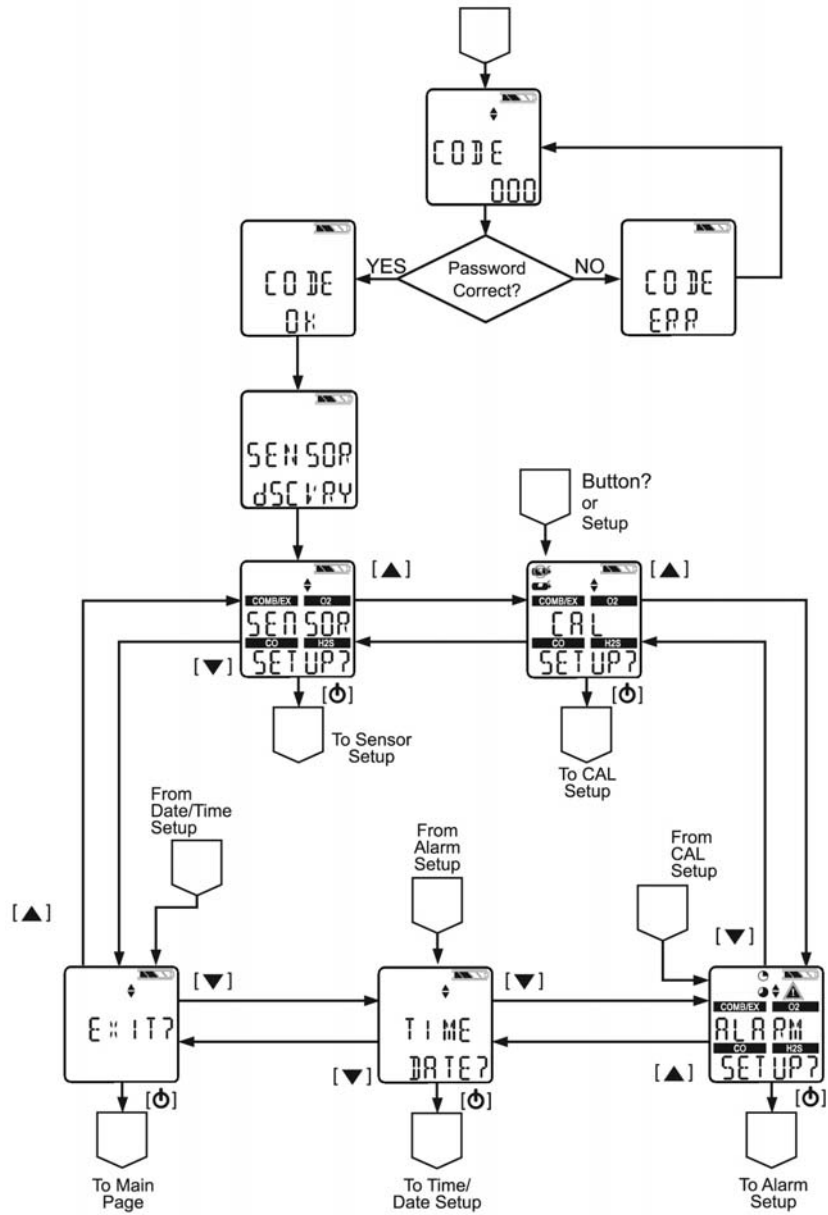 CODE
000
YES
Password
Correct?
NO
CODE
OK
CODE
ERR
SENSOR
dSCVRY
Button?
or
Setup
[▲]
[▲]
COMB/EX O2
SENSOR
CO H2S
SETUP?
COMB/EX O2
CAL
CO H2S
SETUP?
[▼]
[⏻]
[⏻]
To Sensor
Setup
To CAL
Setup
From
Date/Time
Setup
From
Alarm
Setup
From
CAL
Setup
[▲]
[▼]
[▼]
[▼]
EXIT?
TIME
DATE?
COMB/EX O2
ALARM
CO H2S
SETUP?
[▼]
[▲]
[⏻]
[⏻]
[⏻]
To Main
Page
To Time/
Date Setup
To Alarm
Setup